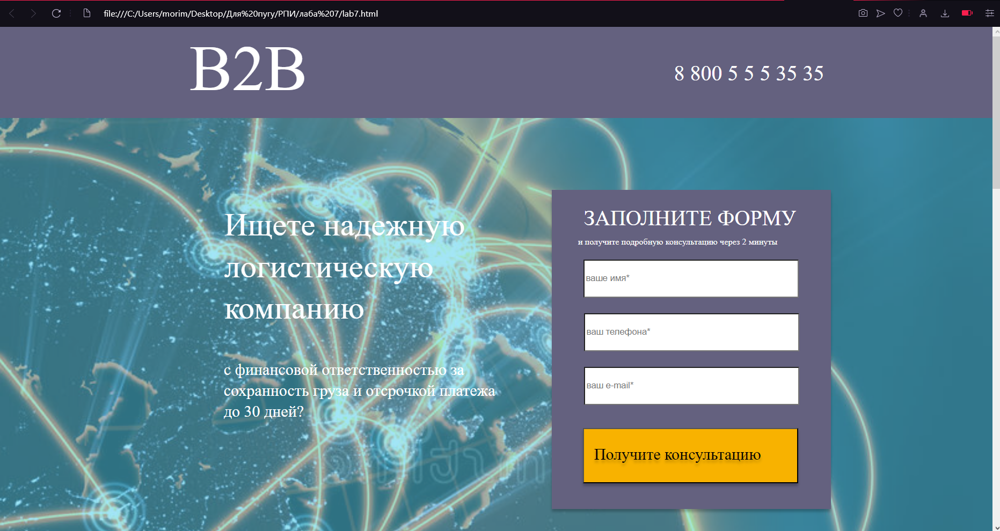 file:///C:/Users/morim/Desktop/Для%20пугу/РПИ/лаба%207/lab7.html
B2B
8 800 5 5 5 35 35
Ищете надежную
логистическую
компанию
с финансовой ответственностью за
сохранность груза и отсрочкой платежа
до 30 дней?
ЗАПОЛНИТЕ ФОРМУ
и получите подробную консультацию через 2 минуты
ваше имя*
ваш телефона*
ваш e-mail*
Получите консультацию